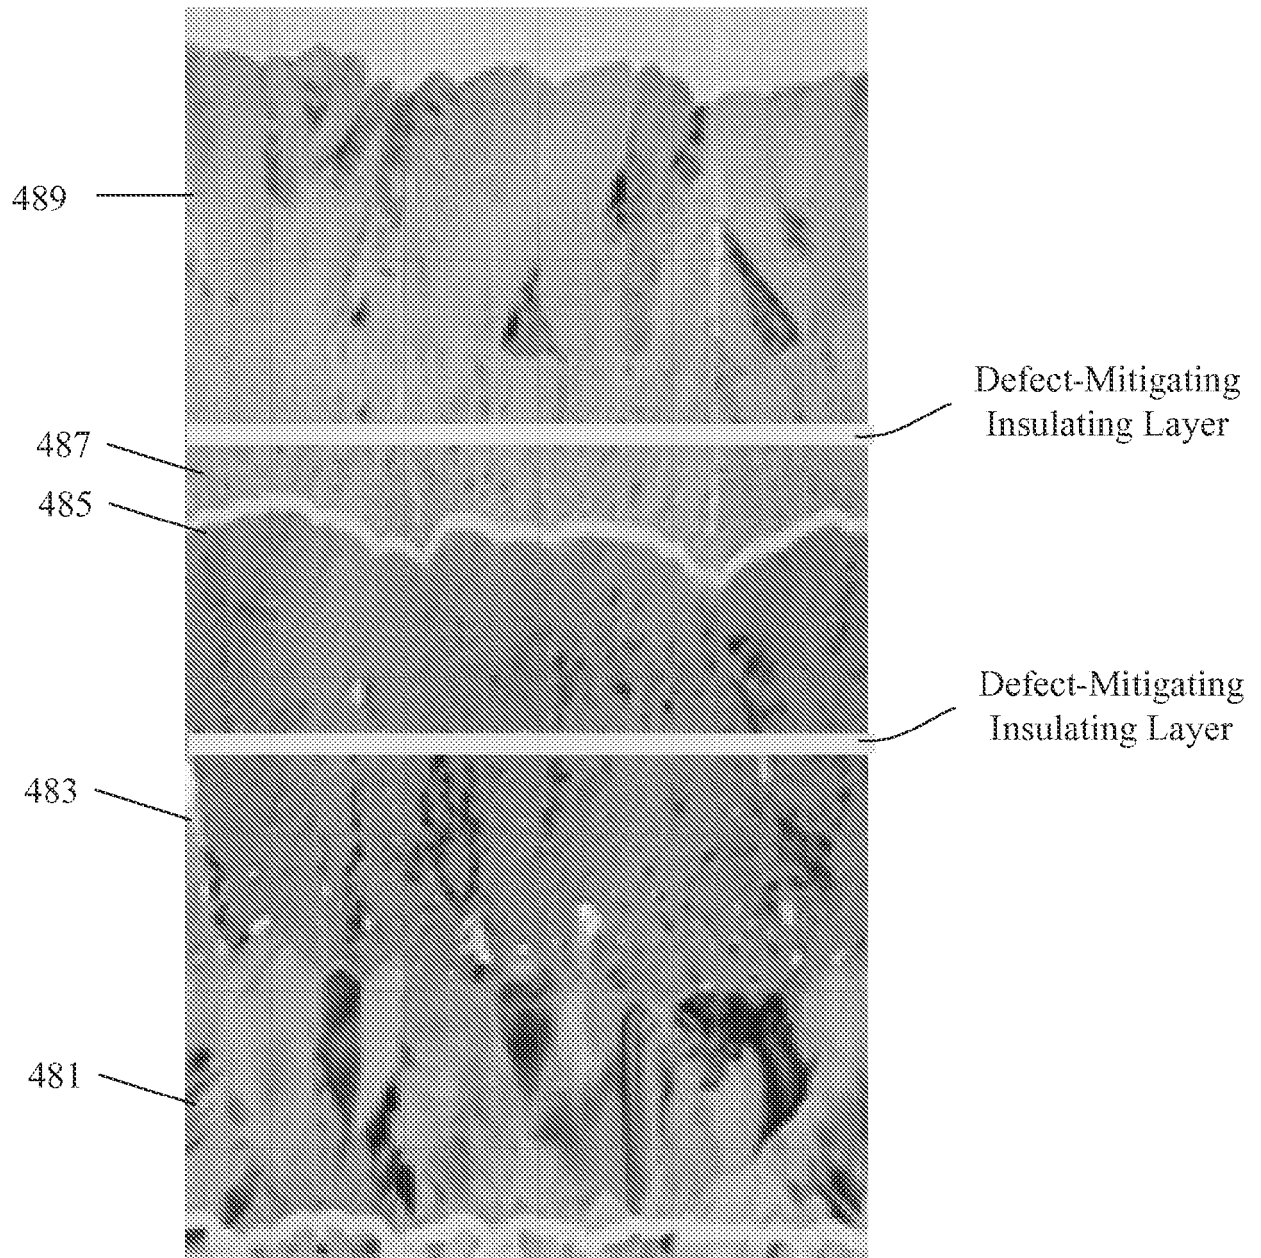 489
Defect-Mitigating
Insulating Layer
487
485
Defect-Mitigating
Insulating Layer
483
481